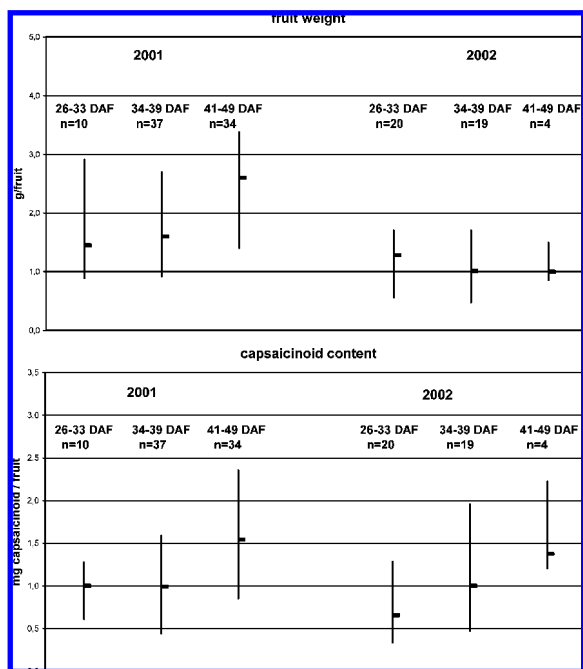 fruit weight
5,0
2001
2002
4,0
26-33 DAF 34-39 DAF 41-49 DAF 26-33 DAF 34-39 DAF 41-49 DAF
n=10 n=37 n=34 n=20 n=19 n=4
3,0
g/fruit
2,0
1,0
0,0
capsaicinoid content
3,5
2001
2002
3.0
26-33 DAF 34-39 DAF 41-49 DAF 26-33 DAF 34-39 DAF 41-49 DAF
n=10 n=37 n=34 n=20 n=19 n=4
2,5
mg capsaicinoid / fruit
2,0
1,5
1,0
0,5